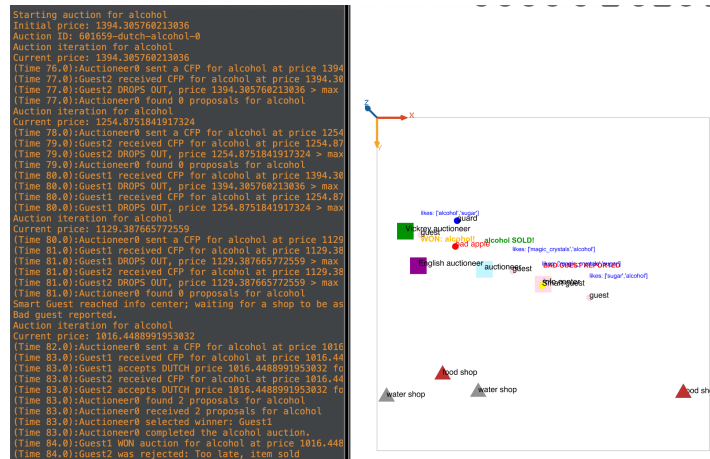 Starting auction for alcohol
Initial price: 1394.305760213036
Auction ID: 601659-dutch-alcohol-0
Auction iteration for alcohol
Current price: 1394.305760213036
(Time 76.0):Auctioneer0 sent a CFP for alcohol at price 1394
(Time 77.0):Guest2 received CFP for alcohol at price 1394.30
(Time 77.0):Guest2 DROPS OUT, price 1394.305760213036 > max
(Time 77.0):Auctioneer0 found 0 proposals for alcohol
Auction iteration for alcohol
Current price: 1254.8751841917324
(Time 78.0):Auctioneer0 sent a CFP for alcohol at price 1254
(Time 79.0):Guest2 received CFP for alcohol at price 1254.87
(Time 79.0):Guest2 DROPS OUT, price 1254.8751841917324 > max
(Time 79.0):Auctioneer0 found 0 proposals for alcohol
(Time 80.0):Guest1 received CFP for alcohol at price 1394.30
(Time 80.0):Guest1 DROPS OUT, price 1394.305760213036 > max
(Time 80.0):Guest1 received CFP for alcohol at price 1254.87
(Time 80.0):Guest1 DROPS OUT, price 1254.8751841917324 > max
Auction iteration for alcohol
Current price: 1129.387665772559
(Time 80.0):Auctioneer0 sent a CFP for alcohol at price 1129
(Time 81.0):Guest1 received CFP for alcohol at price 1129.38
(Time 81.0):Guest1 DROPS OUT, price 1129.387665772559 > max
(Time 81.0):Guest2 received CFP for alcohol at price 1129.38
(Time 81.0):Guest2 DROPS OUT, price 1129.387665772559 > max
(Time 81.0):Auctioneer0 found 0 proposals for alcohol
Smart Guest reached info center; waiting for a shop to be as
Bad guest reported.
Auction iteration for alcohol
Current price: 1016.4488991953032
(Time 82.0):Auctioneer0 sent a CFP for alcohol at price 1016
(Time 83.0):Guest1 received CFP for alcohol at price 1016.44
(Time 83.0):Guest1 accepts DUTCH price 1016.4488991953032 fo
(Time 83.0):Guest2 received CFP for alcohol at price 1016.44
(Time 83.0):Guest2 accepts DUTCH price 1016.4488991953032 fo
(Time 83.0):Auctioneer0 found 2 proposals for alcohol
(Time 83.0):Auctioneer0 received 2 proposals for alcohol
(Time 83.0):Auctioneer0 selected winner: Guest1
(Time 83.0):Auctioneer0 completed the alcohol auction.
(Time 84.0):Guest1 WON auction for alcohol at price 1016.448
(Time 84.0):Guest2 was rejected: Too late, item sold
Z
X
Y
likes: ['alcohol','sugar']
guard
Vickrey auctioneer
guest
WON: alcohol!
alcohol SOLD!
bad apple
likes: ['magic_crystals','alcohol']
English auctioneer
auctioneer
guest
BAD GUEST REPORTED
likes: ['sugar','alcohol']
Smart guest
guest
food shop
water shop
water shop
food sh